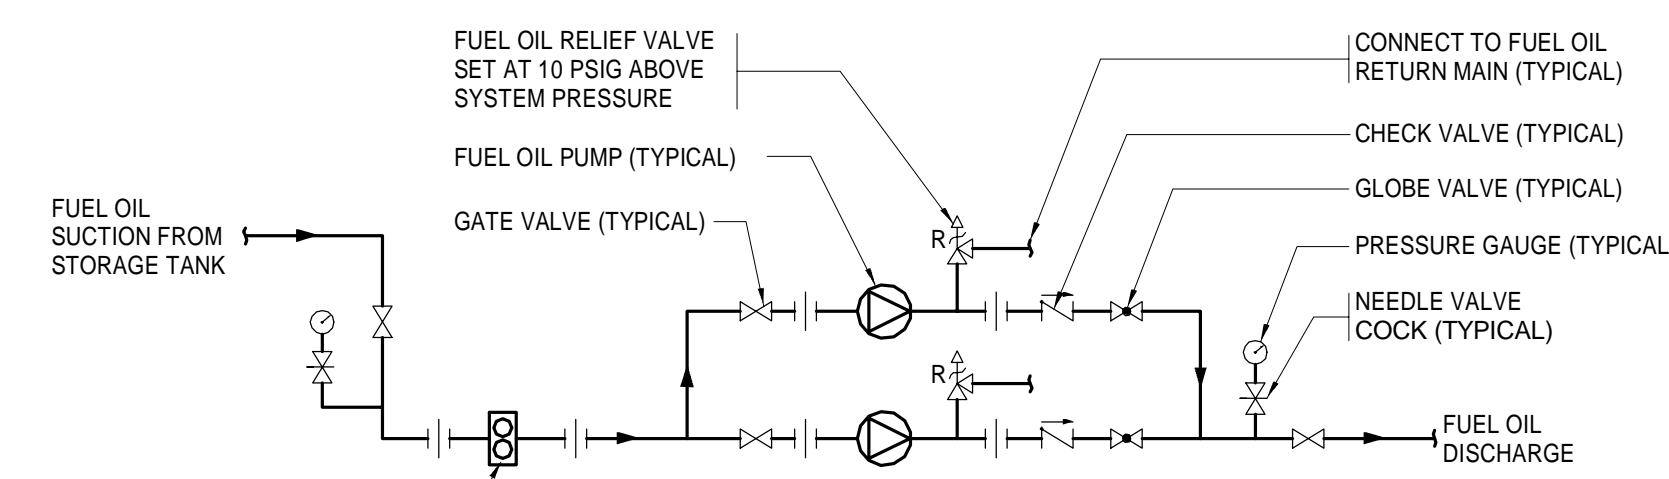 FUEL OIL RELIEF VALVE
SET AT 10 PSIG ABOVE
SYSTEM PRESSURE
CONNECT TO FUEL OIL
RETURN MAIN (TYPICAL)
CHECK VALVE (TYPICAL)
FUEL OIL PUMP (TYPICAL)
GLOBE VALVE (TYPICAL)
FUEL OIL
SUCTION FROM
STORAGE TANK
GATE VALVE (TYPICAL)
R
PRESSURE GAUGE (TYPICAL
NEEDLE VALVE
COCK (TYPICAL)
R
FUEL OIL
DISCHARGE